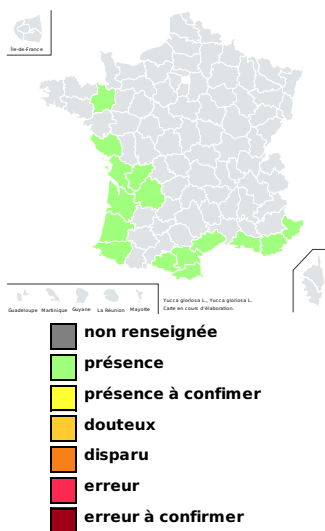 Île-de-France
Guadeloupe Martinique Guyane La Réunion Mayotte
Yucca gloriosa L., Yucca gloriosa L.
Carte en cours d'élaboration.
non renseignée
présence
présence à confimer
douteux
disparu
erreur
erreur à confirmer